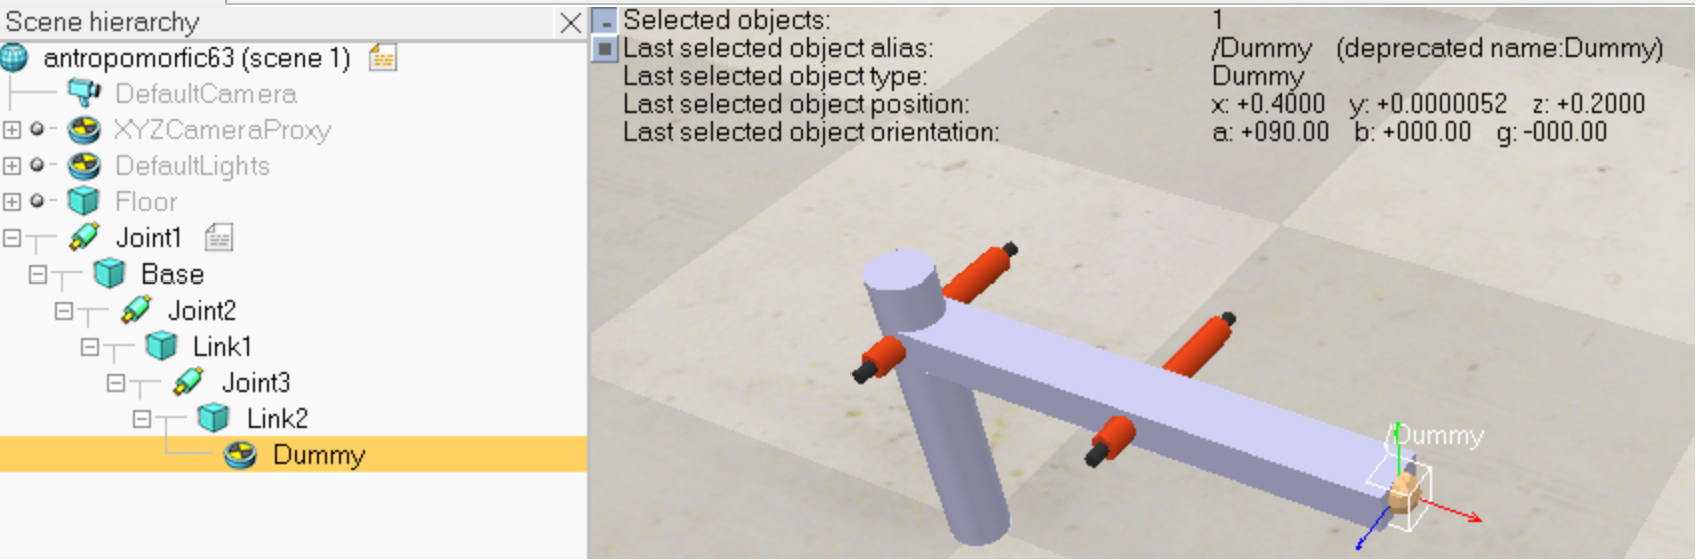 Scene hierarchy
antropomorfic63 (scene 1)
DefaultCamera
XYZCameraProxy
DefaultLights
Floor
Joint1
Base
Joint2
Link1
Joint3
Link2
Dummy
Selected objects: 1
Last selected object alias: /Dummy (deprecated name:Dummy)
Last selected object type: Dummy
Last selected object position: x: +0.4000 y: +0.0000052 z: +0.2000
Last selected object orientation: a: +090.00 b: +000.00 g: -000.00
/Dummy